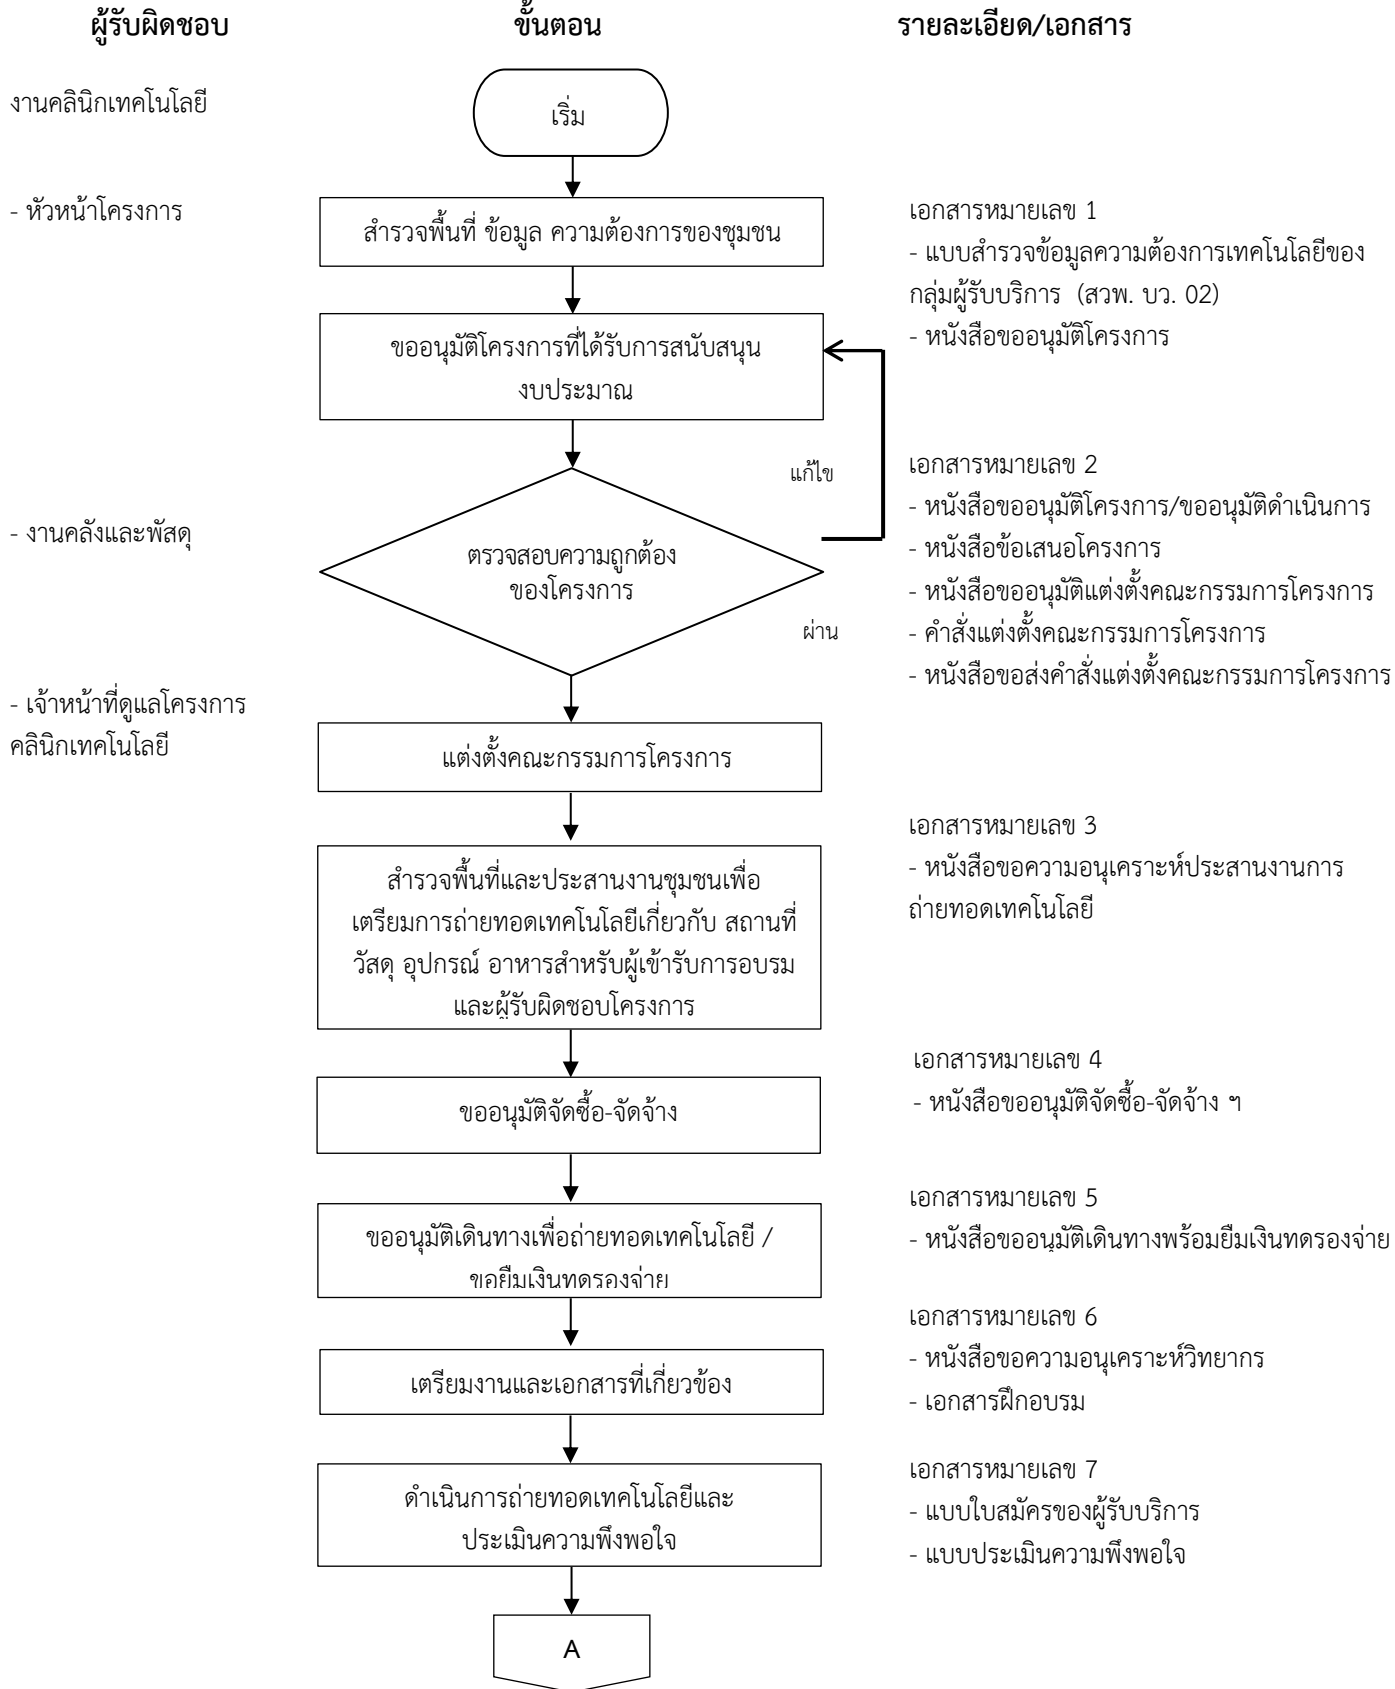 ผู้รับผิดชอบ
ขั้นตอน
รายละเอียด/เอกสาร
งานคลินิกเทคโนโลยี
เริ่ม
- หัวหน้าโครงการ
สำรวจพื้นที่ ข้อมูล ความต้องการของชุมชน
เอกสารหมายเลข 1
- แบบสำรวจข้อมูลความต้องการเทคโนโลยีของ
กลุ่มผู้รับบริการ (สวพ. บว. 02)
- หนังสือขออนุมัติโครงการ
ขออนุมัติโครงการที่ได้รับการสนับสนุน
งบประมาณ
แก้ไข
เอกสารหมายเลข 2
- หนังสือขออนุมัติโครงการ/ขออนุมัติดำเนินการ
- หนังสือข้อเสนอโครงการ
- หนังสือขออนุมัติแต่งตั้งคณะกรรมการโครงการ
- คำสั่งแต่งตั้งคณะกรรมการโครงการ
- หนังสือขอส่งคำสั่งแต่งตั้งคณะกรรมการโครงการ
- งานคลังและพัสดุ
ตรวจสอบความถูกต้อง
ของโครงการ
ผ่าน
- เจ้าหน้าที่ดูแลโครงการ
คลินิกเทคโนโลยี
แต่งตั้งคณะกรรมการโครงการ
เอกสารหมายเลข 3
- หนังสือขอความอนุเคราะห์ประสานงานการ
ถ่ายทอดเทคโนโลยี
สำรวจพื้นที่และประสานงานชุมชนเพื่อ
เตรียมการถ่ายทอดเทคโนโลยีเกี่ยวกับ สถานที่
วัสดุ อุปกรณ์ อาหารสำหรับผู้เข้ารับการอบรม
และผู้รับผิดชอบโครงการ
เอกสารหมายเลข 4
- หนังสือขออนุมัติจัดซื้อ-จัดจ้าง ฯ
ขออนุมัติจัดซื้อ-จัดจ้าง
เอกสารหมายเลข 5
- หนังสือขออนุมัติเดินทางพร้อมยืมเงินทดรองจ่าย
ขออนุมัติเดินทางเพื่อถ่ายทอดเทคโนโลยี /
ขอยืมเงินทดรองจ่าย
เอกสารหมายเลข 6
- หนังสือขอความอนุเคราะห์วิทยากร
- เอกสารฝึกอบรม
เตรียมงานและเอกสารที่เกี่ยวข้อง
เอกสารหมายเลข 7
- แบบใบสมัครของผู้รับบริการ
- แบบประเมินความพึงพอใจ
ดำเนินการถ่ายทอดเทคโนโลยีและ
ประเมินความพึงพอใจ
A